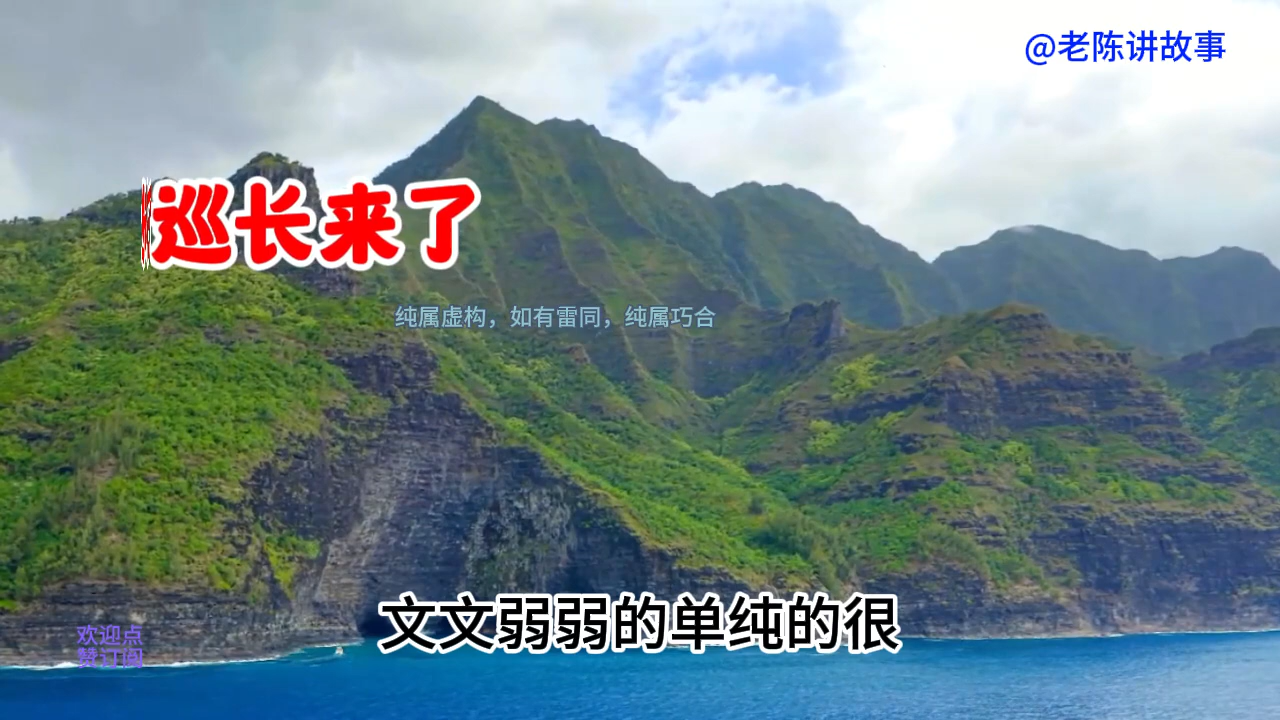 @老陈讲故事
巡长来了
纯属虚构，如有雷同，纯属巧合
文文弱弱的单纯的很
欢迎点
赞订阅